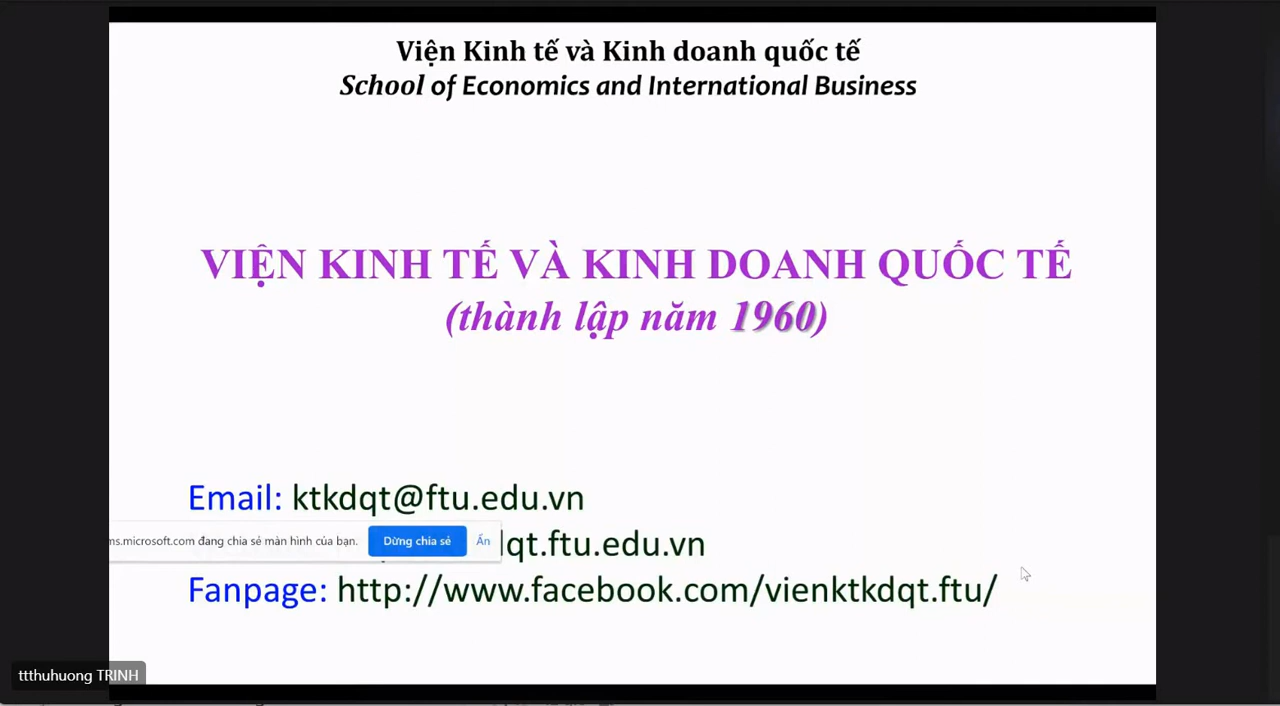 Viện Kinh tế và Kinh doanh quốc tế
School of Economics and International Business
VIỆN KINH TẾ VÀ KINH DOANH QUỐC TẾ
(thành lập năm 1960)
Email: ktkdqt@ftu.edu.vn
ms.microsoft.com đang chia sẻ màn hình của bạn. Dừng chia sẻ Ẩn
dqt.ftu.edu.vn
Fanpage: http://www.facebook.com/vienktkdqt.ftu/
ttthuhuong TRINH